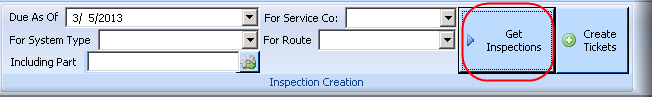 Due As Of 3/ 5/2013 For Service Co:
For System Type For Route
Including Part
Get Inspections
Create Tickets
Inspection Creation